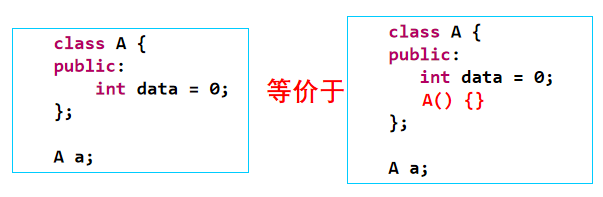 class A {
public:
    int data = 0;
};

A a;
等价于
class A {
public:
   int data = 0;
   A() {}
};

A a;